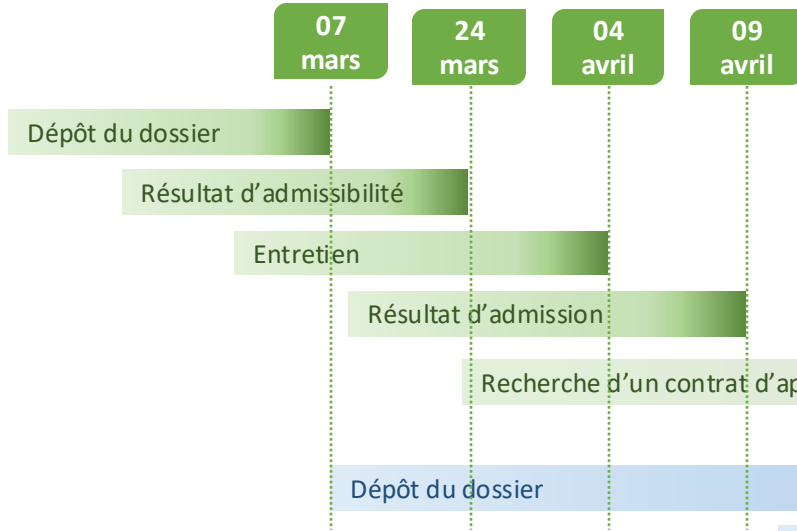 07
mars
24
mars
04
avril
09
avril
Dépôt du dossier
Résultat d'admissibilité
Entretien
Résultat d'admission
Recherche d'un contrat d'ap
Dépôt du dossier